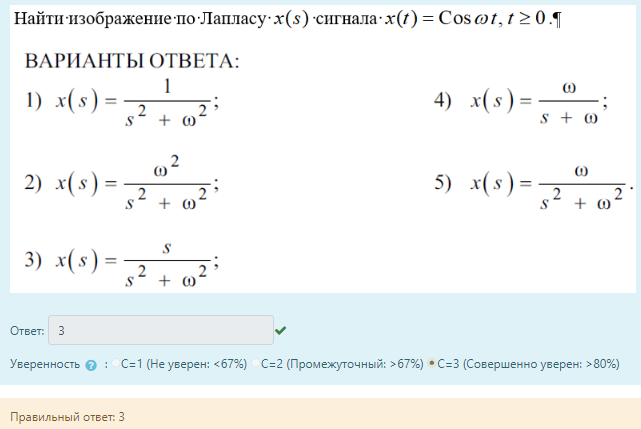 Найти·изображение·по·Лапласу·x(s)·сигнала·x(t) = Cos ωt, t ≥ 0.¶
ВАРИАНТЫ ОТВЕТА:
1) x(s) = 1 / (s² + ω²);
4) x(s) = ω / (s + ω);
2) x(s) = ω² / (s² + ω²);
5) x(s) = ω / (s² + ω²).
3) x(s) = s / (s² + ω²);
Ответ: 3
Уверенность ? : C=1 (Не уверен: <67%) C=2 (Промежуточный: >67%) C=3 (Совершенно уверен: >80%)
Правильный ответ: 3